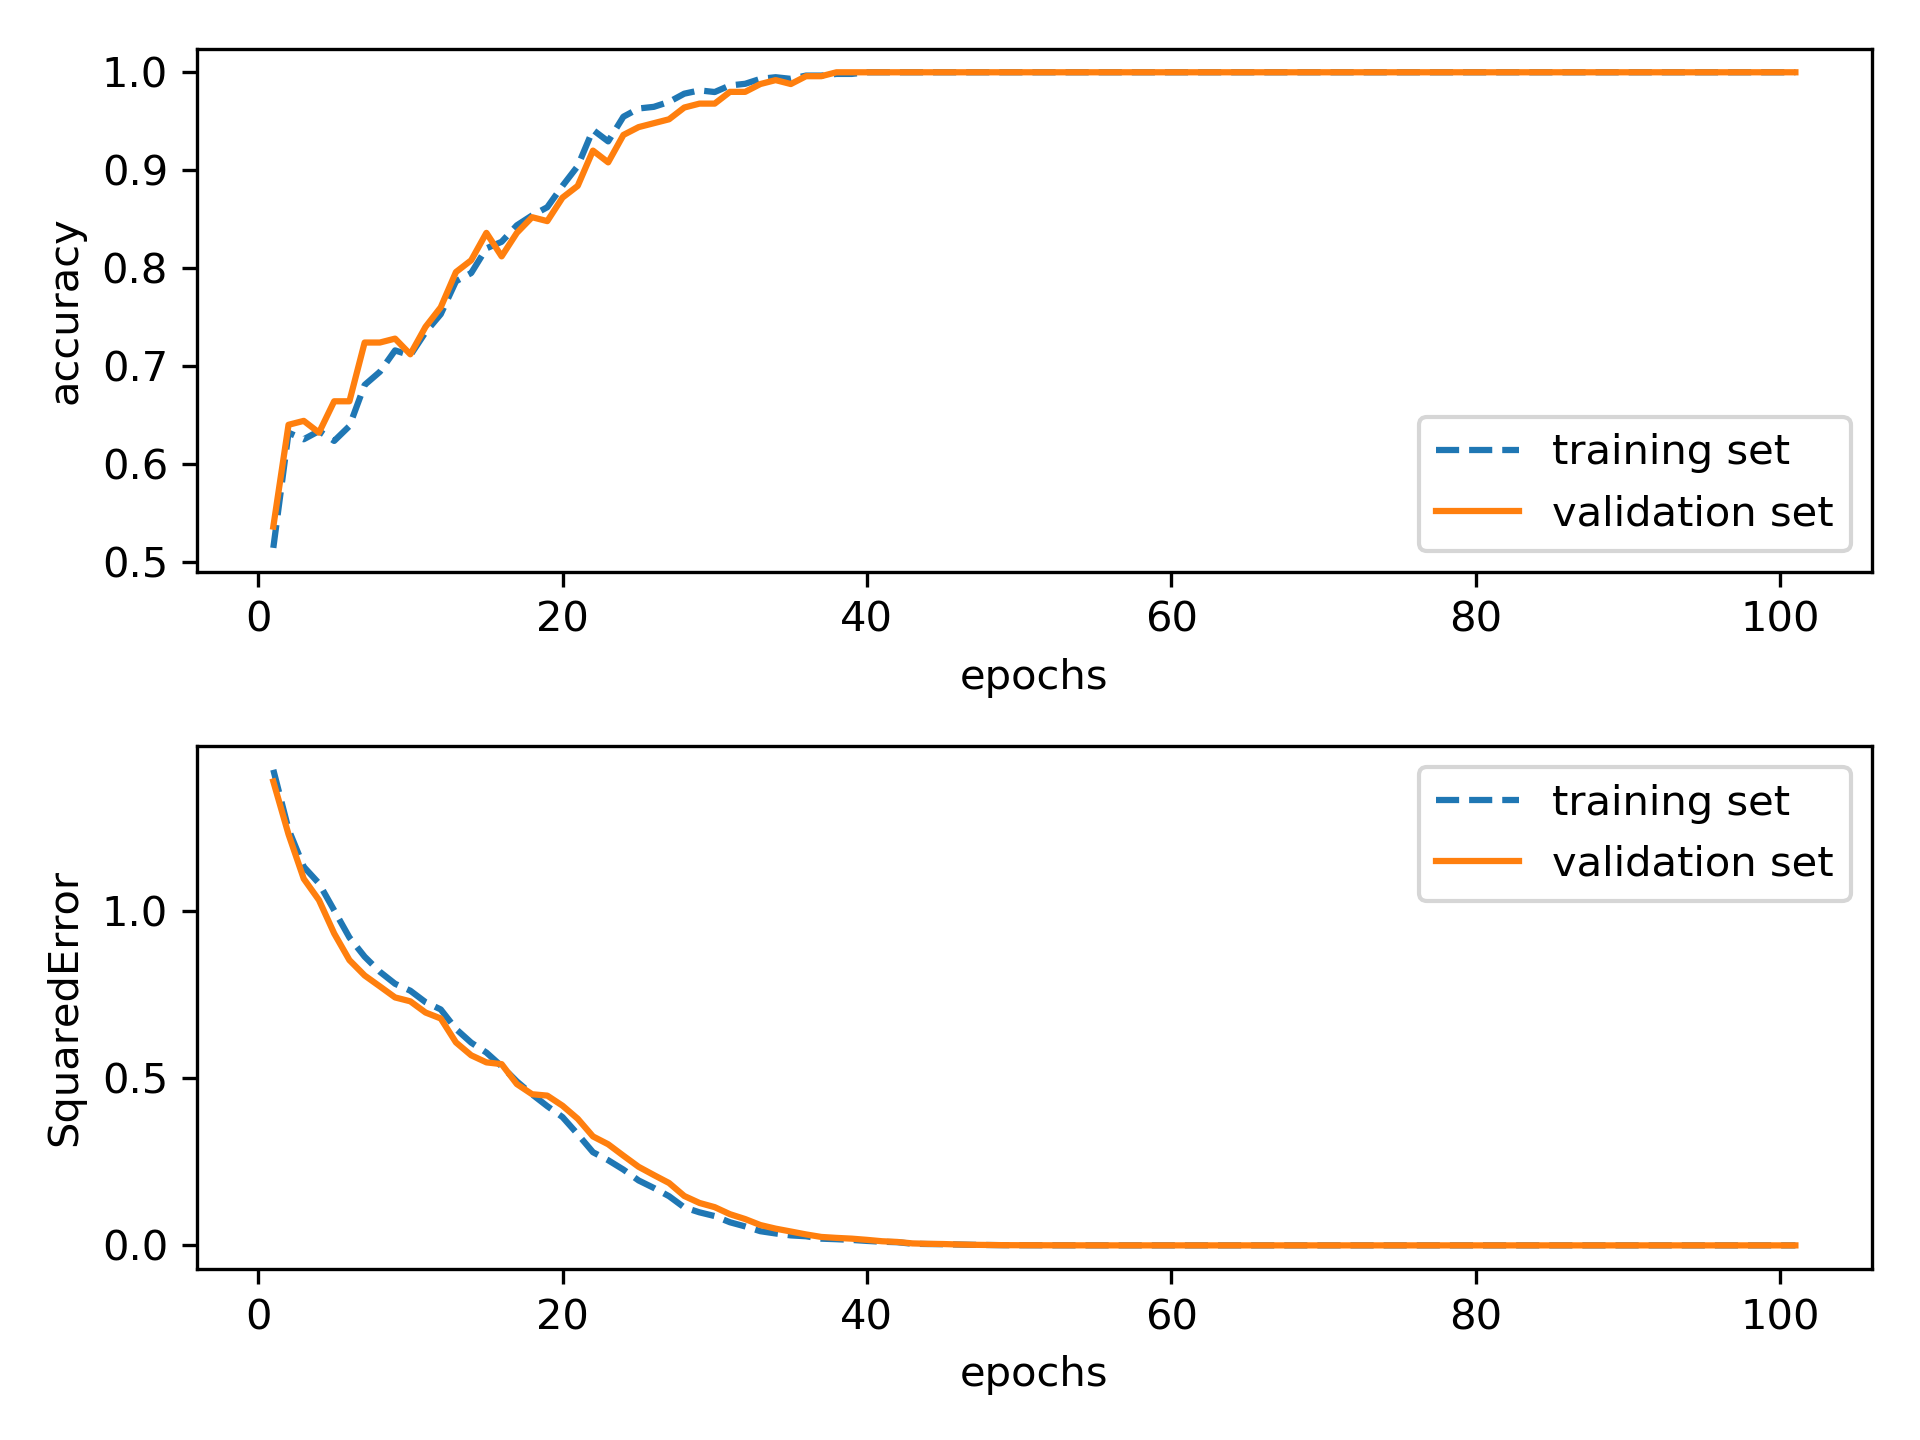 1.0
0.9
0.8
0.7
0.6
0.5
accuracy
training set
validation set
0 20 40 60 80 100
epochs
1.0
0.5
0.0
SquaredError
training set
validation set
0 20 40 60 80 100
epochs